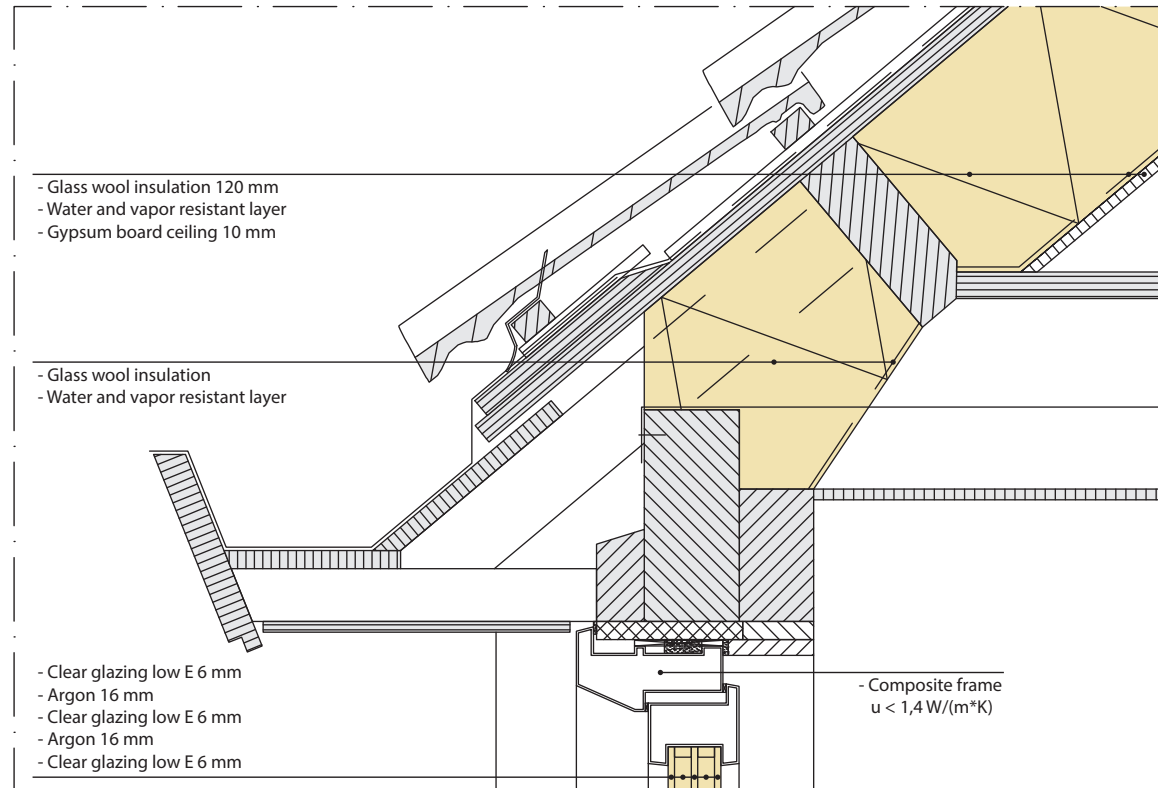 - Glass wool insulation 120 mm
- Water and vapor resistant layer
- Gypsum board ceiling 10 mm
- Glass wool insulation
- Water and vapor resistant layer
- Clear glazing low E 6 mm
- Argon 16 mm
- Clear glazing low E 6 mm
- Argon 16 mm
- Clear glazing low E 6 mm
- Composite frame
u < 1,4 W/(m*K)